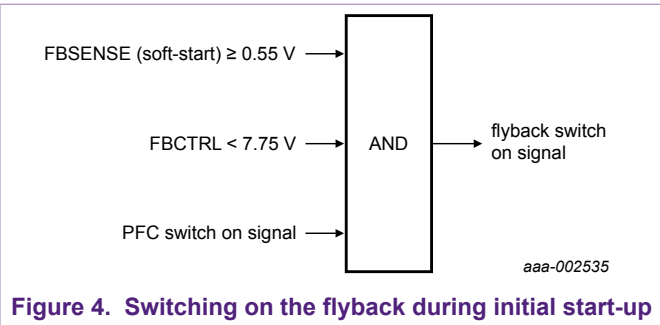 FBSENSE (soft-start) ≥ 0.55 V
FBCTRL < 7.75 V
PFC switch on signal
AND
flyback switch
on signal
aaa-002535
Figure 4. Switching on the flyback during initial start-up